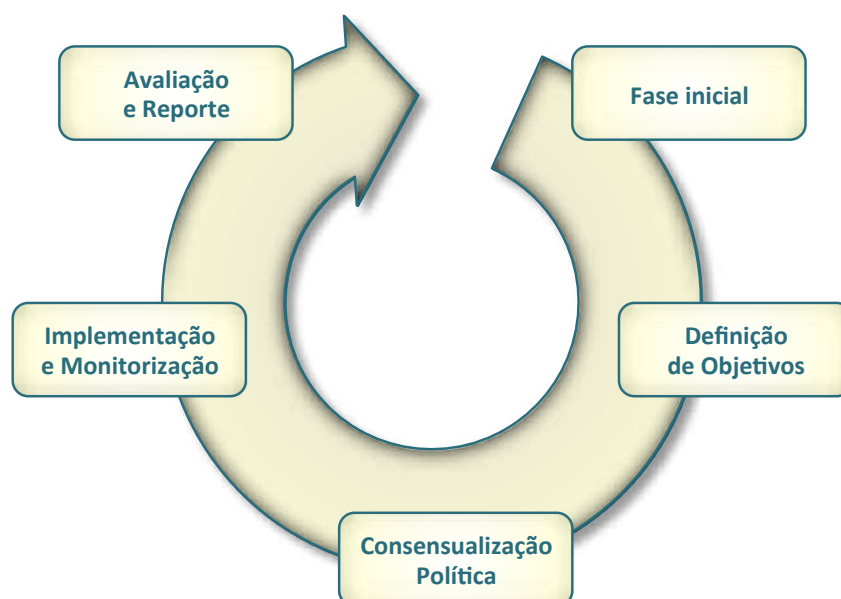 Avaliação
e Reporte
Fase inicial
Implementação
e Monitorização
Definição
de Objetivos
Consensualização
Política